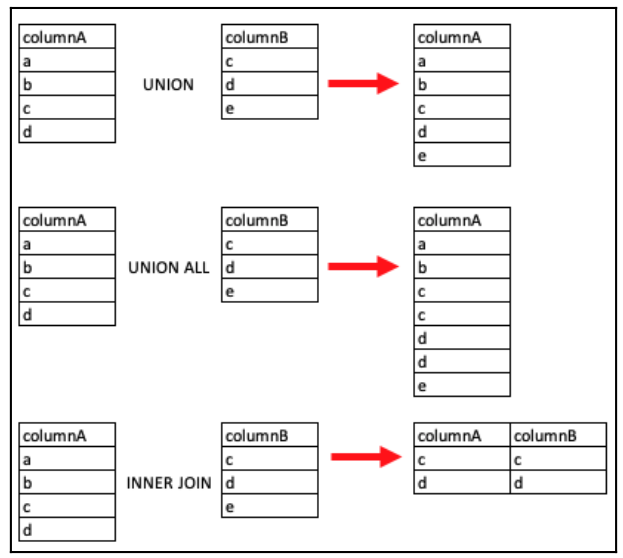 columnA columnB columnA
a c a
b UNION d b
c e c
d d
e
columnA columnB columnA
a c a
b UNION ALL d b
c e c
d c
d
d
e
columnA columnB columnA columnB
a c c c
b INNER JOIN d d d
c e
d